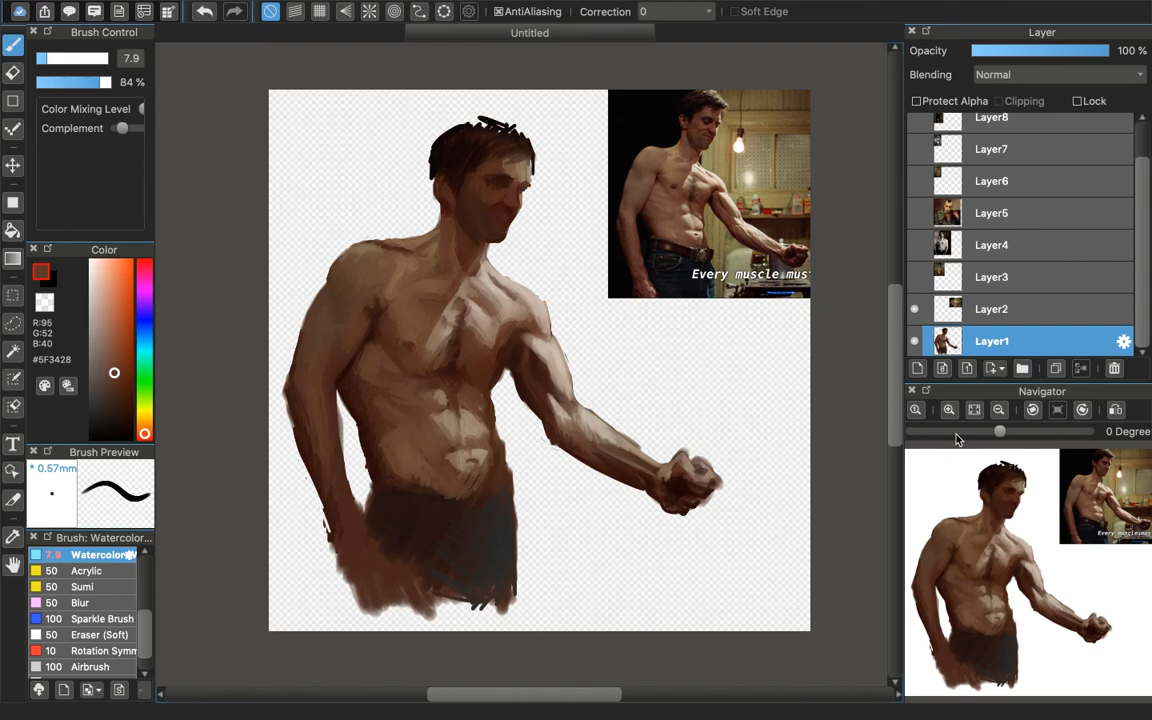 AntiAliasing Correction 0 Soft Edge
Brush Control
Untitled
Layer
7.9
84 %
Color Mixing Level
Complement
Opacity 100 %
Blending Normal
Protect Alpha Clipping Lock
Layer8
Layer7
Layer6
Layer5
Layer4
Layer3
Layer2
Layer1
Every muscle mus
Color
R:95
G:52
B:40
#5F3428
Navigator
0 Degree
Brush Preview
* 0.57mm
Brush: Watercolor...
7.9 Watercolor
50 Acrylic
50 Sumi
50 Blur
100 Sparkle Brush
50 Eraser (Soft)
10 Rotation Symm
100 Airbrush
T